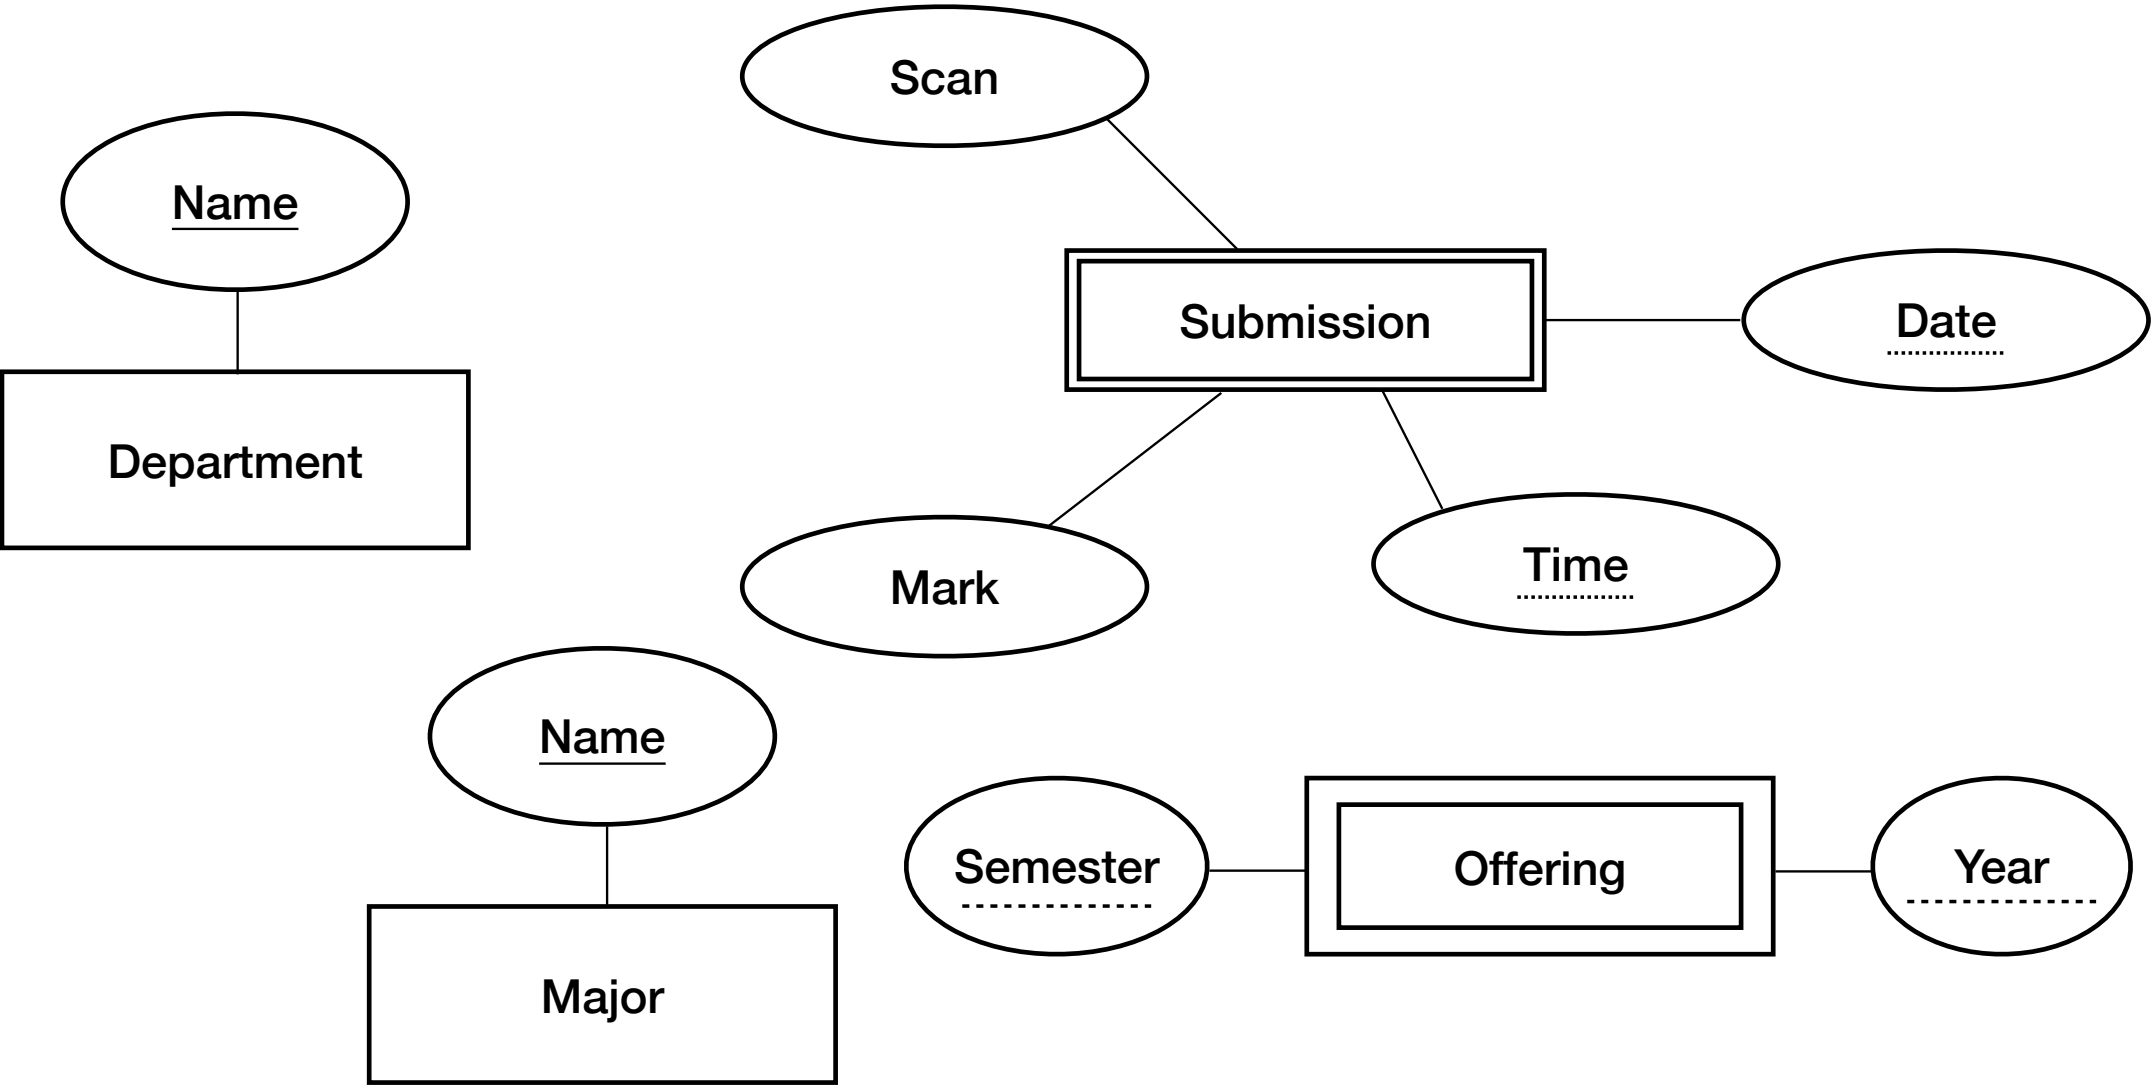 Scan
Name
Submission
Date
Department
Time
Mark
Name
Semester
Offering
Year
Major